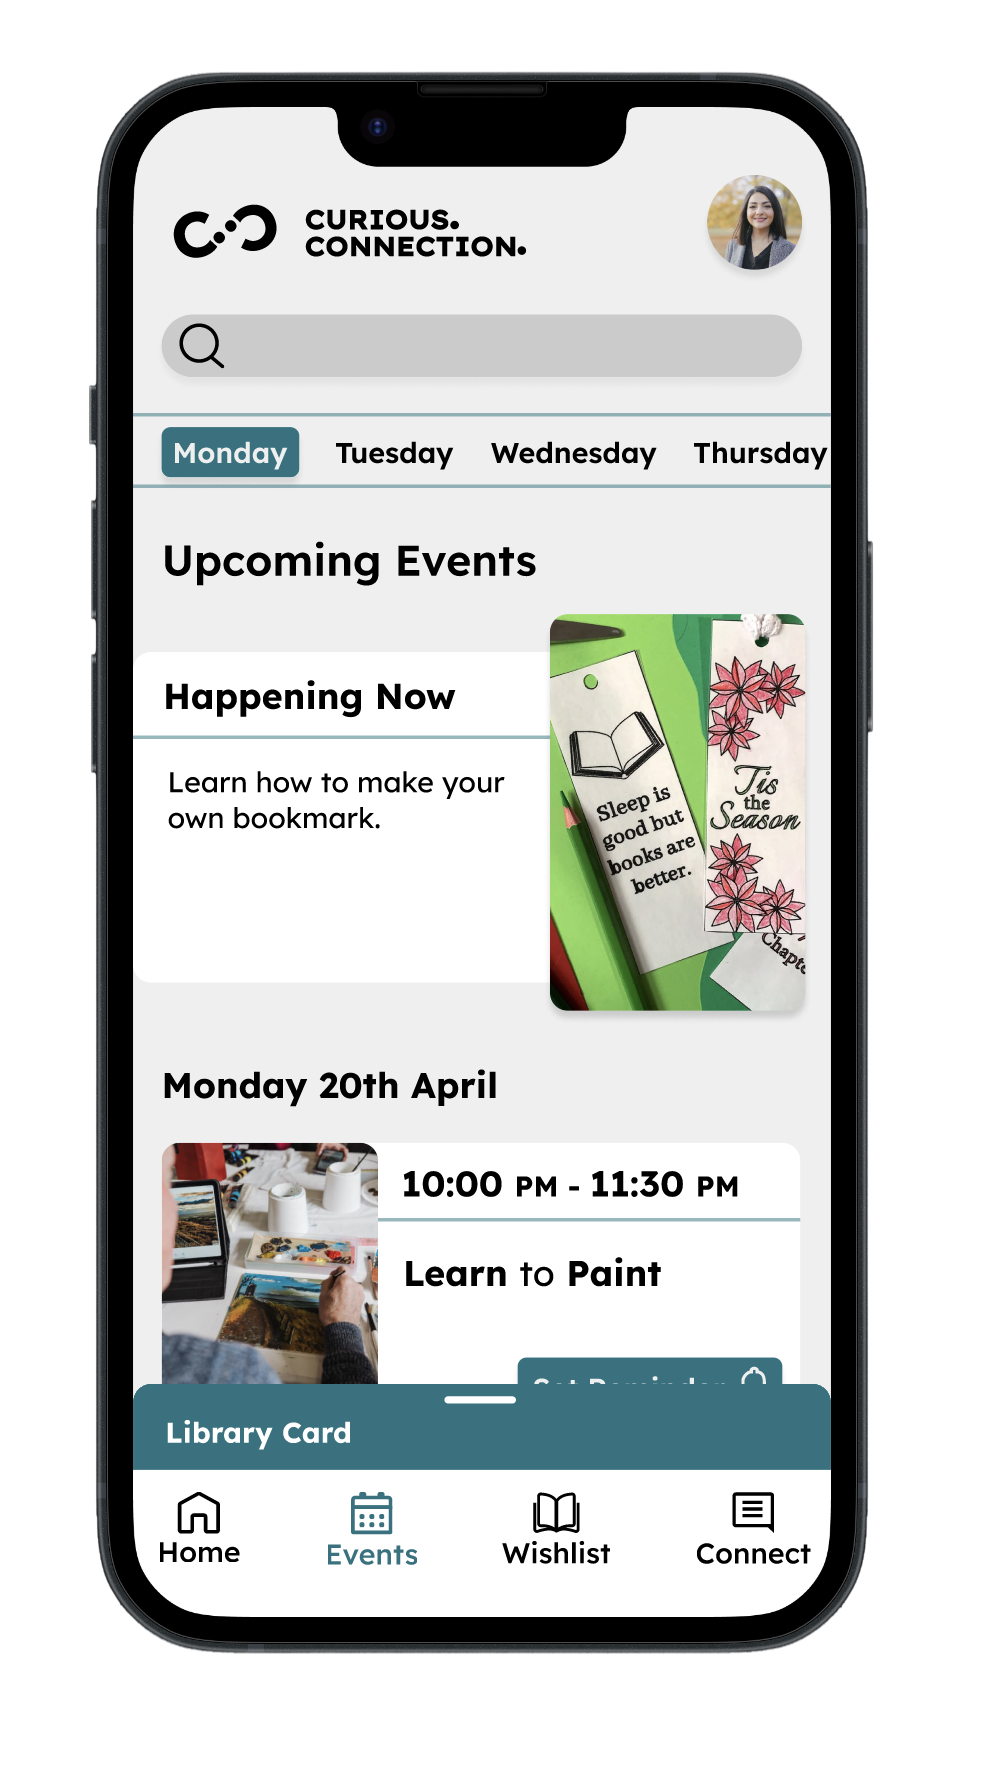 CURIOUS.
CONNECTION.
Monday Tuesday Wednesday Thursday
Upcoming Events
Happening Now
Learn how to make your
own bookmark.
Sleep is
good but
books are
better.
Tis
the
Season
Monday 20th April
10:00 PM - 11:30 PM
Learn to Paint
Set Reminder
Library Card
Home Events Wishlist Connect